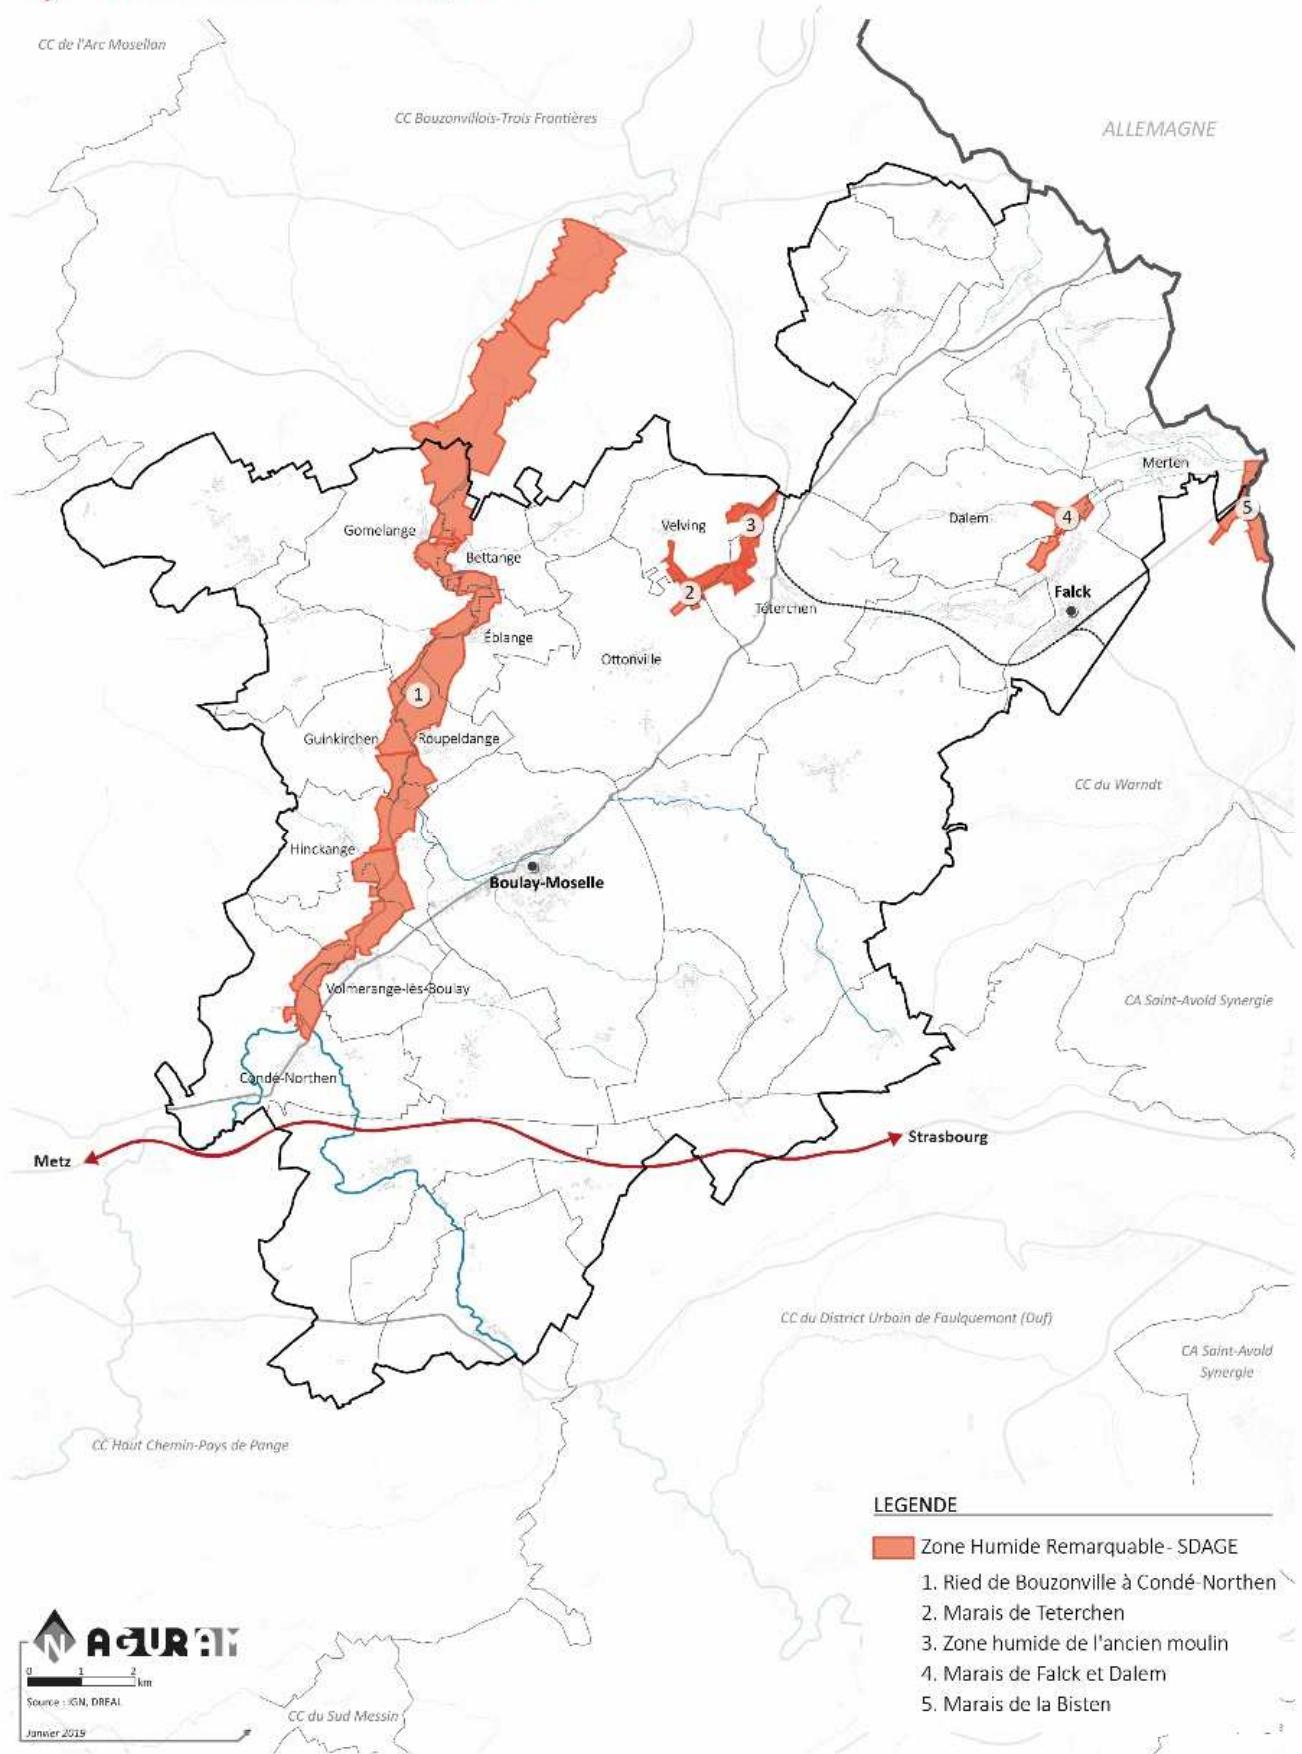 CC de l'Arc Mosellan
CC Bouzonvillois-Trois Frontières
ALLEMAGNE
Merten
Gomelange
Velving
3
Dalem
4
5
Bettange
2
Falck
Téterchen
Éblange
Ottonville
1
Guinkirchen
Roupeldange
CC du Warndt
Hinckange
Boulay-Moselle
Volmerange-lès-Boulay
CA Saint-Avold Synergie
Condé-Northen
Strasbourg
Metz
CC du District Urbain de Faulquemont (Duf)
CA Saint-Avold
Synergie
CC Haut Chemin-Pays de Pange
LEGENDE
Zone Humide Remarquable - SDAGE
1. Ried de Bouzonville à Condé-Northen
2. Marais de Teterchen
3. Zone humide de l'ancien moulin
4. Marais de Falck et Dalem
5. Marais de la Bisten
N AGURAM
0 1 2
km
Source : IGN, DREAL
Janvier 2019
CC du Sud Messin